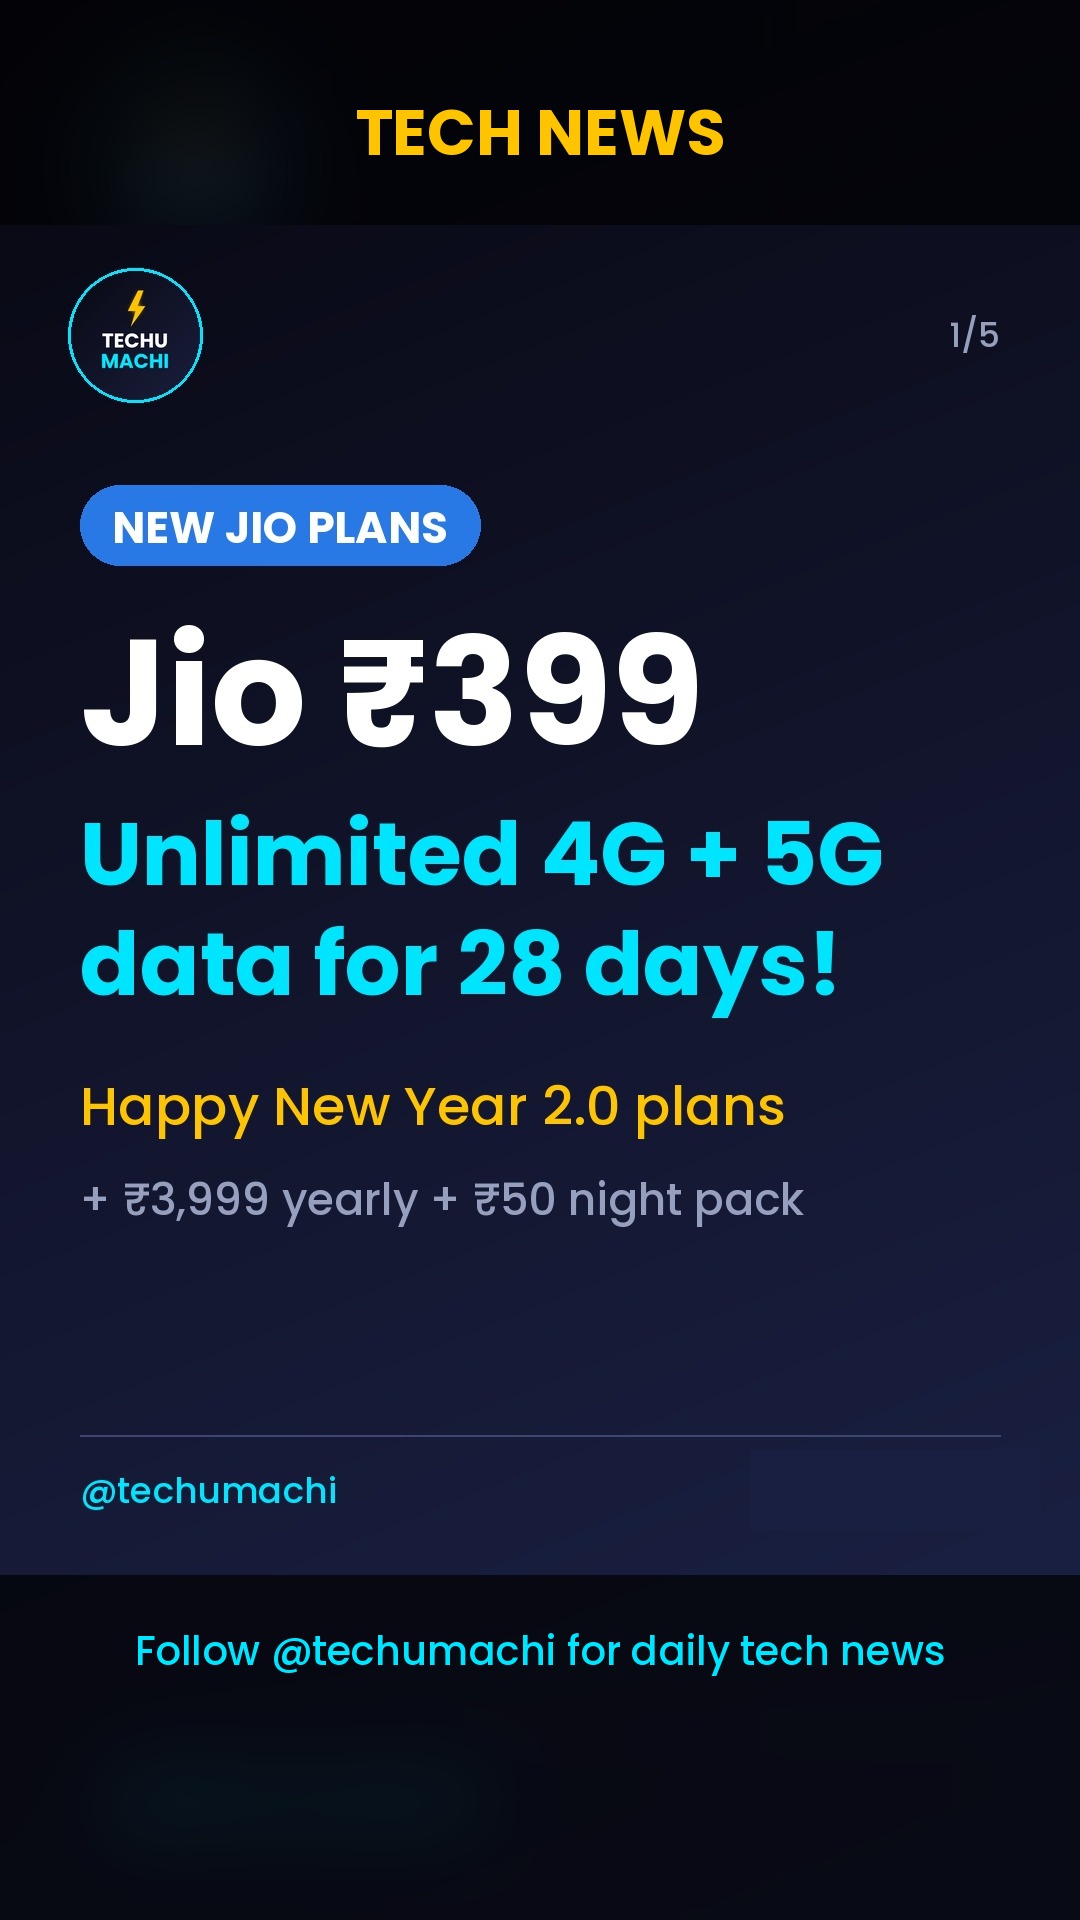 TECH NEWS
TECHU
MACHI
1/5
NEW JIO PLANS
Jio ₹399
Unlimited 4G + 5G
data for 28 days!
Happy New Year 2.0 plans
+ ₹3,999 yearly + ₹50 night pack
@techumachi
Follow @techumachi for daily tech news